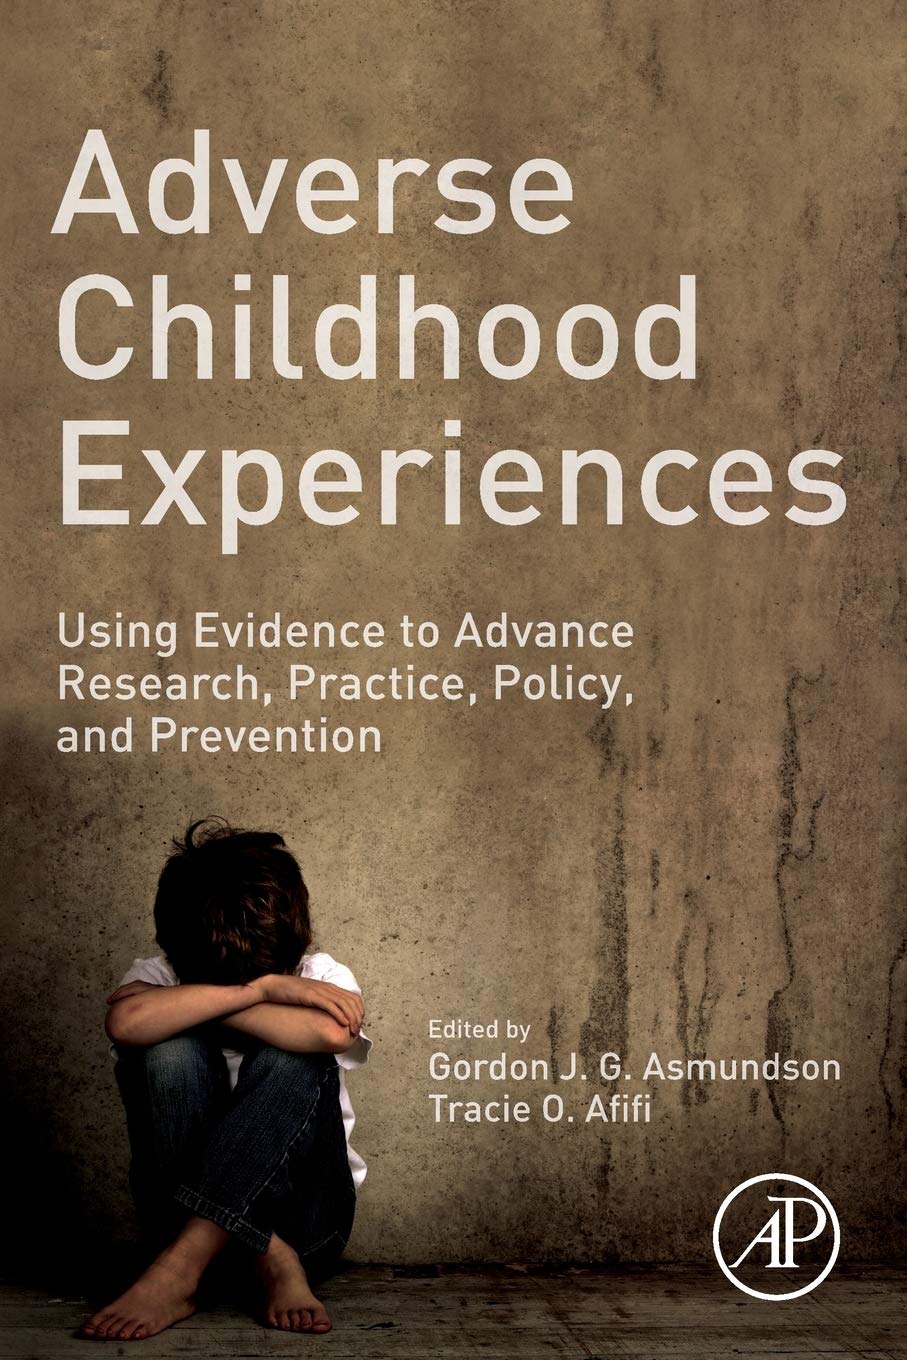 Adverse
Childhood
Experiences
Using Evidence to Advance
Research, Practice, Policy,
and Prevention
Edited by
Gordon J. G. Asmundson
Tracie O. Afifi
AP